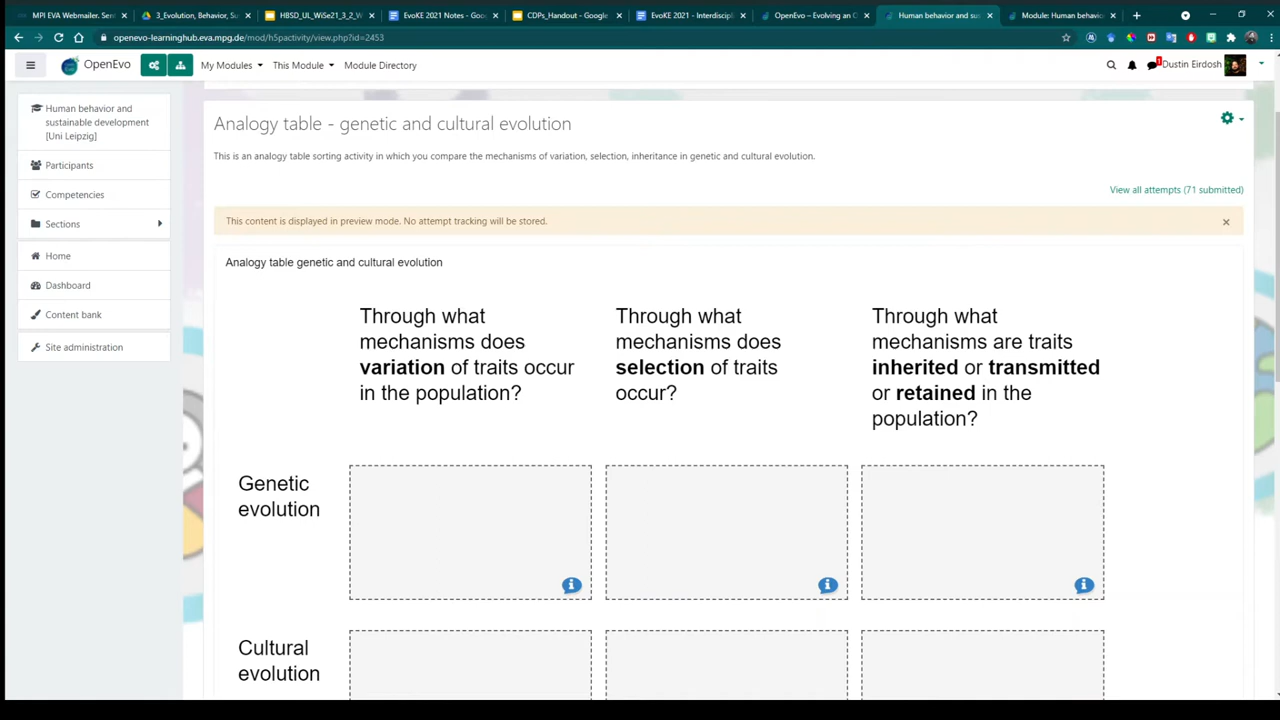 MPI EVA Webmailer. Sen
3_Evolution, Behavior, Su
HBSD_UL_WiSe21_3_2_W
EvoKE 2021 Notes - Goog
CDPs_Handout - Google
EvoKE 2021 - Interdiscipl
OpenEvo – Evolving an O
Human behavior and sus
Module: Human behavior
openevo-learninghub.eva.mpg.de/mod/h5pactivity/view.php?id=2453
OpenEvo
My Modules
This Module
Module Directory
1
Dustin Eirdosh
Human behavior and
sustainable development
[Uni Leipzig]
Participants
Competencies
Sections
Home
Dashboard
Content bank
Site administration
Analogy table - genetic and cultural evolution
This is an analogy table sorting activity in which you compare the mechanisms of variation, selection, inheritance in genetic and cultural evolution.
View all attempts (71 submitted)
This content is displayed in preview mode. No attempt tracking will be stored.
Analogy table genetic and cultural evolution
Through what
mechanisms does
variation of traits occur
in the population?
Through what
mechanisms does
selection of traits
occur?
Through what
mechanisms are traits
inherited or transmitted
or retained in the
population?
Genetic
evolution
Cultural
evolution